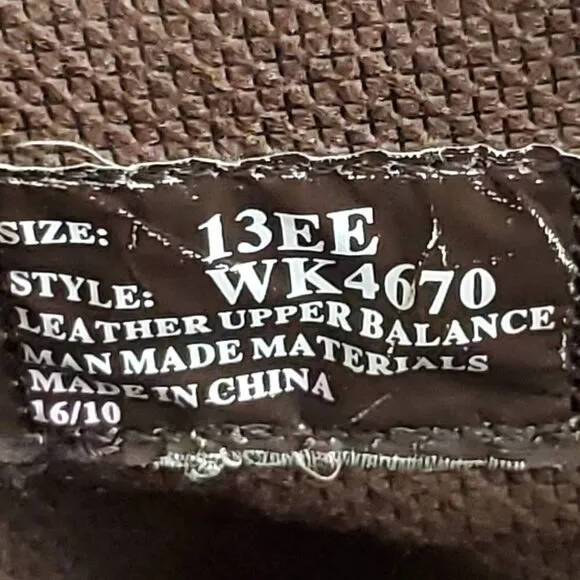 SIZE: 13EE
STYLE: WK4670
LEATHER UPPER BALANCE
MAN MADE MATERIALS
MADE IN CHINA
16/10